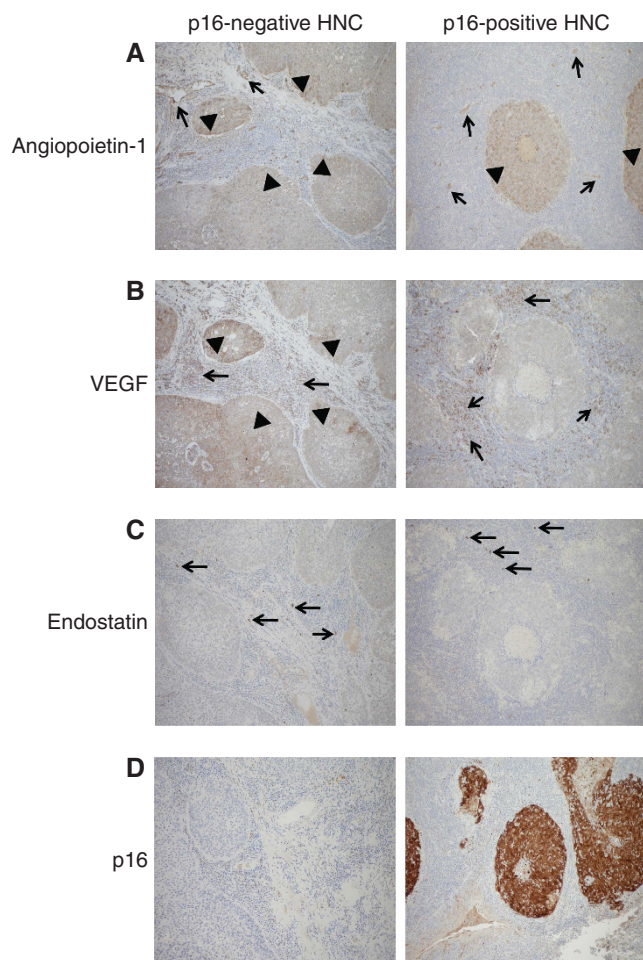 p16-negative HNC
p16-positive HNC
A
Angiopoietin-1
B
VEGF
C
Endostatin
D
p16